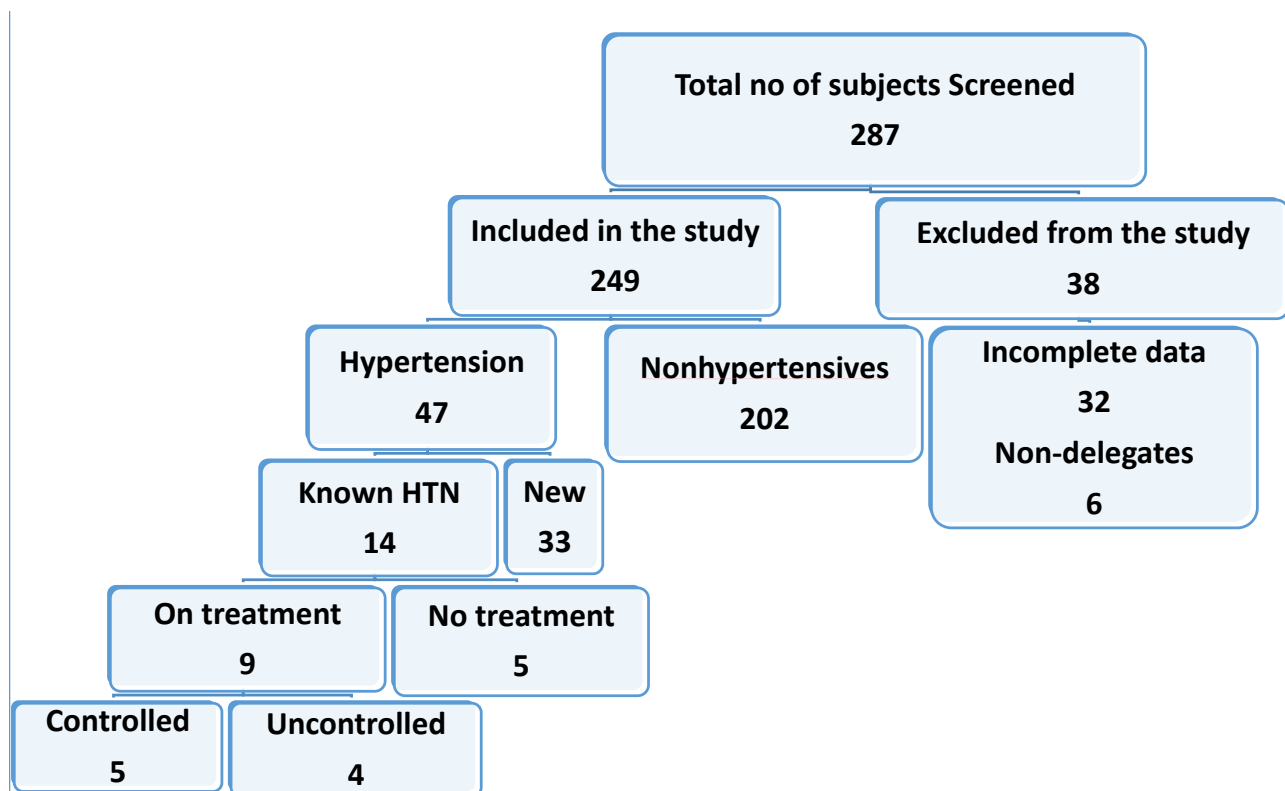 Total no of subjects Screened
287
Included in the study
249
Excluded from the study
38
Hypertension
47
Nonhypertensives
202
Incomplete data
32
Non-delegates
6
Known HTN
14
New
33
On treatment
9
No treatment
5
Controlled
5
Uncontrolled
4